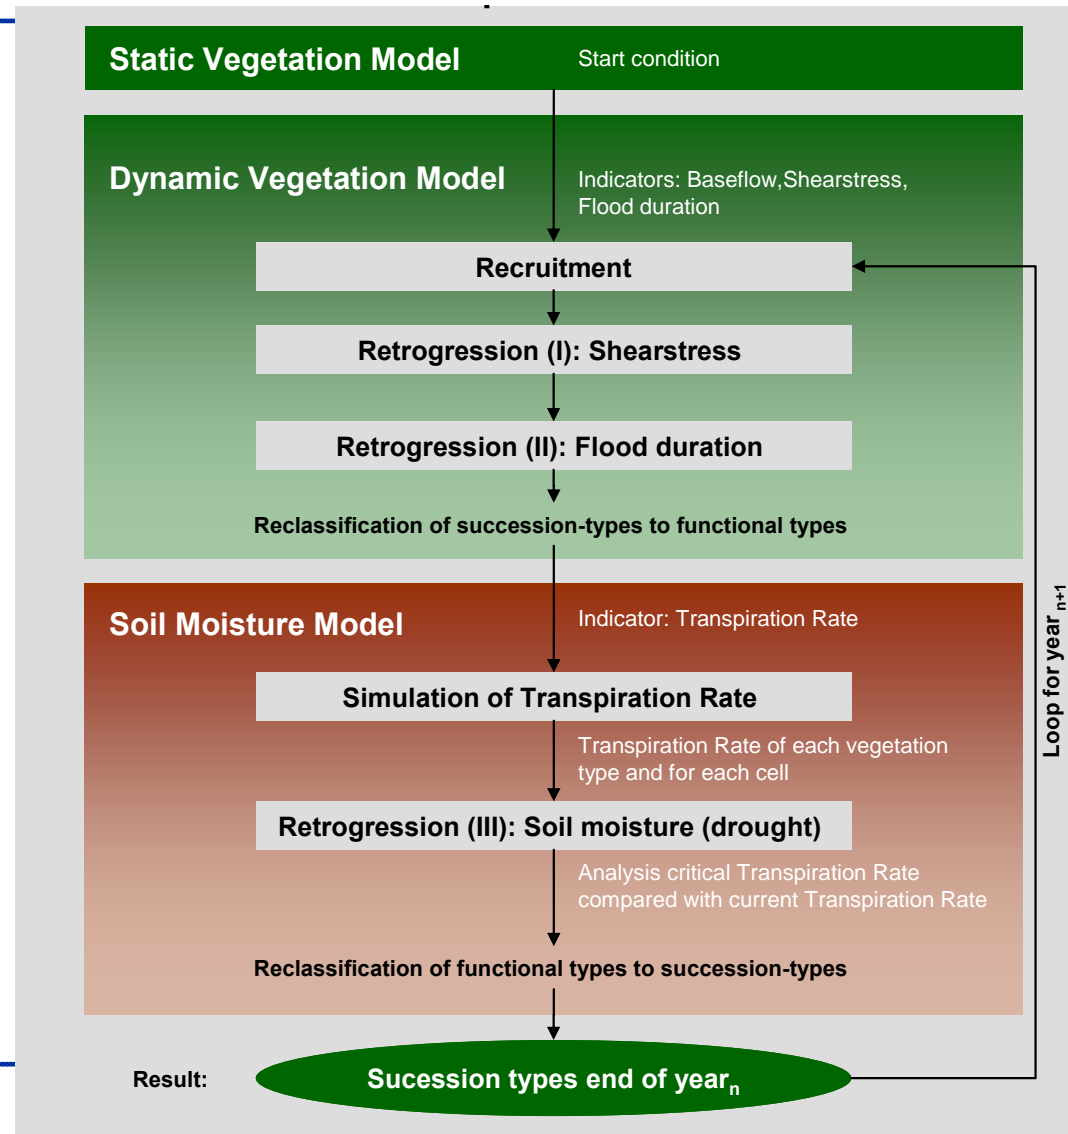 Static Vegetation Model
Start condition
Dynamic Vegetation Model
Indicators: Baseflow,Shearstress,
Flood duration
Recruitment
Retrogression (I): Shearstress
Retrogression (II): Flood duration
Reclassification of succession-types to functional types
Soil Moisture Model
Indicator: Transpiration Rate
Simulation of Transpiration Rate
Transpiration Rate of each vegetation
type and for each cell
Retrogression (III): Soil moisture (drought)
Analysis critical Transpiration Rate
compared with current Transpiration Rate
Reclassification of functional types to succession-types
Loop for year n+1
Result:
Sucession types end of year n